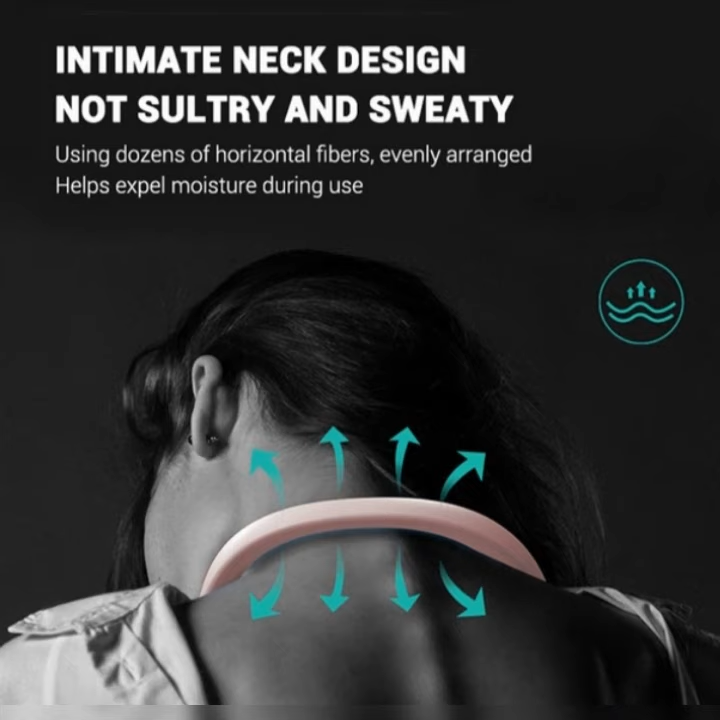 INTIMATE NECK DESIGN
NOT SULTRY AND SWEATY
Using dozens of horizontal fibers, evenly arranged
Helps expel moisture during use